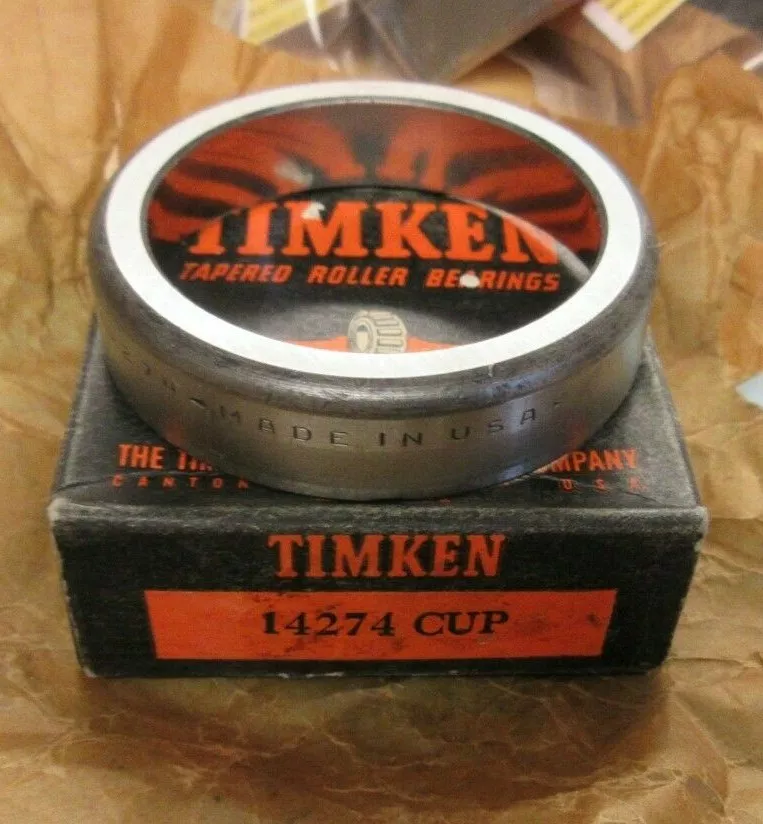 TIMKEN
TAPERED ROLLER BEARINGS
MADE IN USA
THE COMPANY
CANTON U.S.A.
TIMKEN
14274 CUP